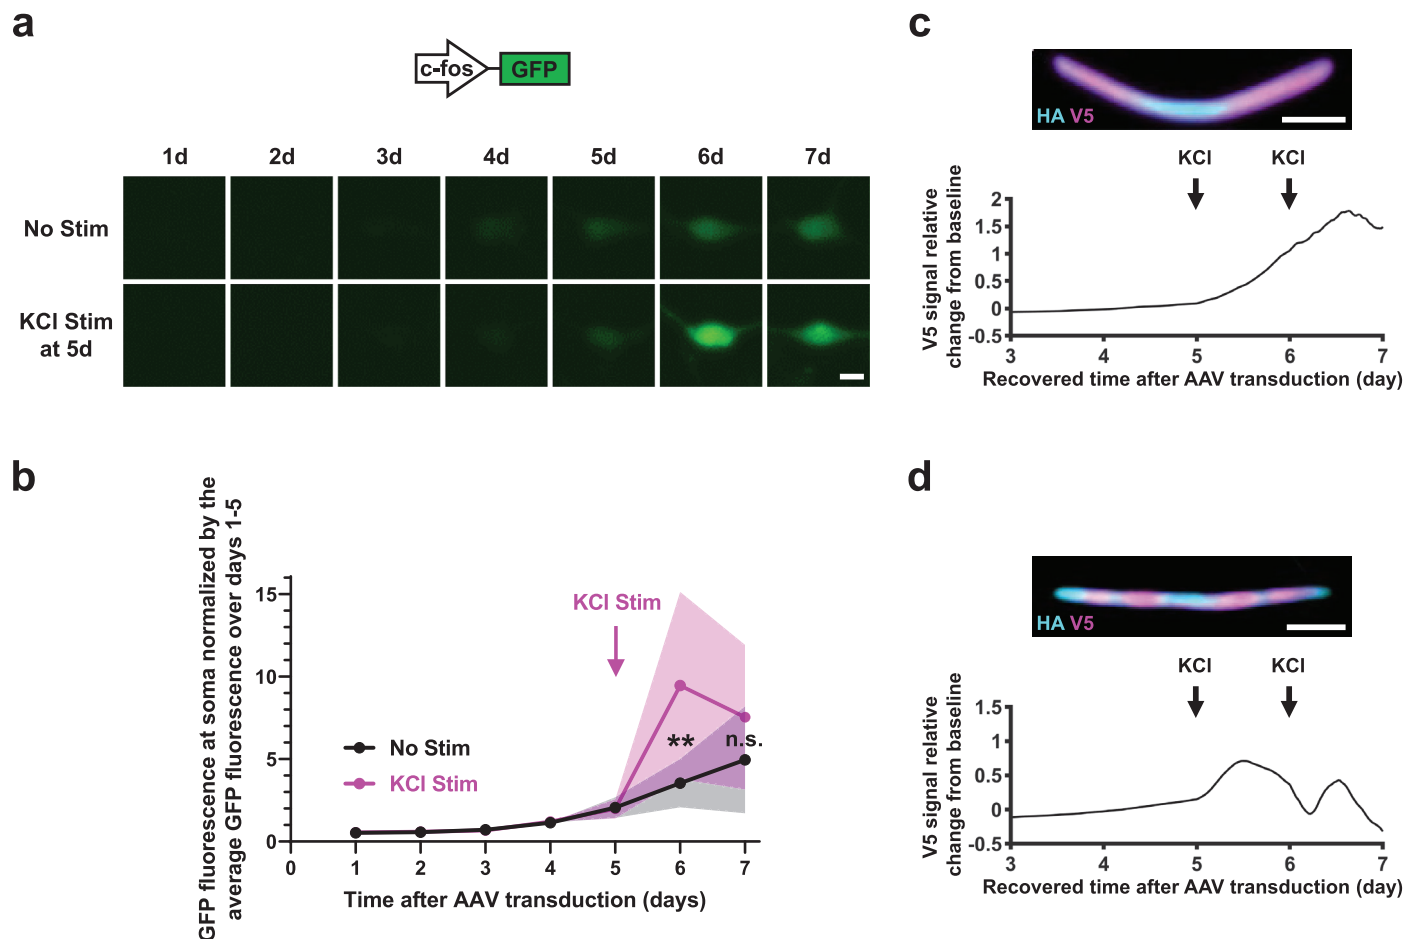 a
c-fos GFP
1d 2d 3d 4d 5d 6d 7d
No Stim
KCl Stim
at 5d
b
GFP fluorescence at soma normalized by the
average GFP fluorescence over days 1-5
15
10
5
0
KCl Stim
No Stim
KCl Stim
** n.s.
0 1 2 3 4 5 6 7
Time after AAV transduction (days)
c
HA V5
KCl KCl
V5 signal relative
change from baseline
2
1.5
1
0.5
0
-0.5
3 4 5 6 7
Recovered time after AAV transduction (day)
d
HA V5
KCl KCl
V5 signal relative
change from baseline
1.5
1
0.5
0
-0.5
3 4 5 6 7
Recovered time after AAV transduction (day)